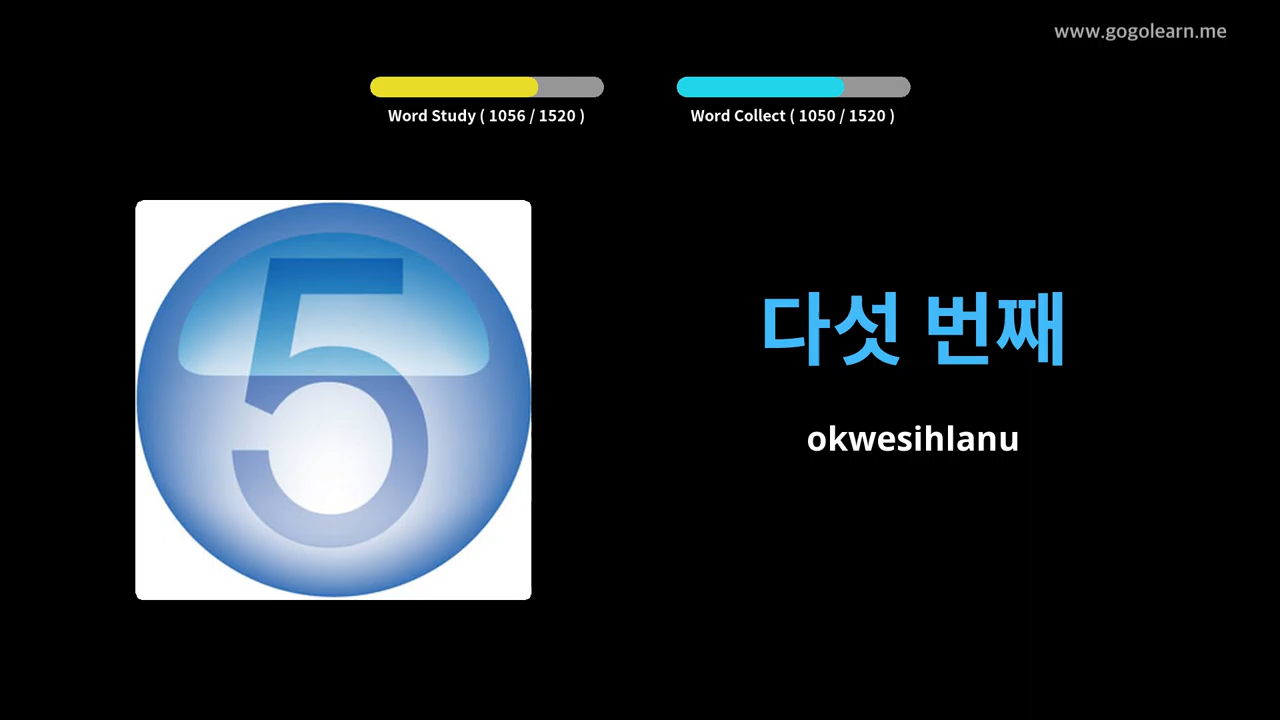 www.gogolearn.me
Word Study ( 1056 / 1520 )
Word Collect ( 1050 / 1520 )
5
다섯 번째
okwesihlanu